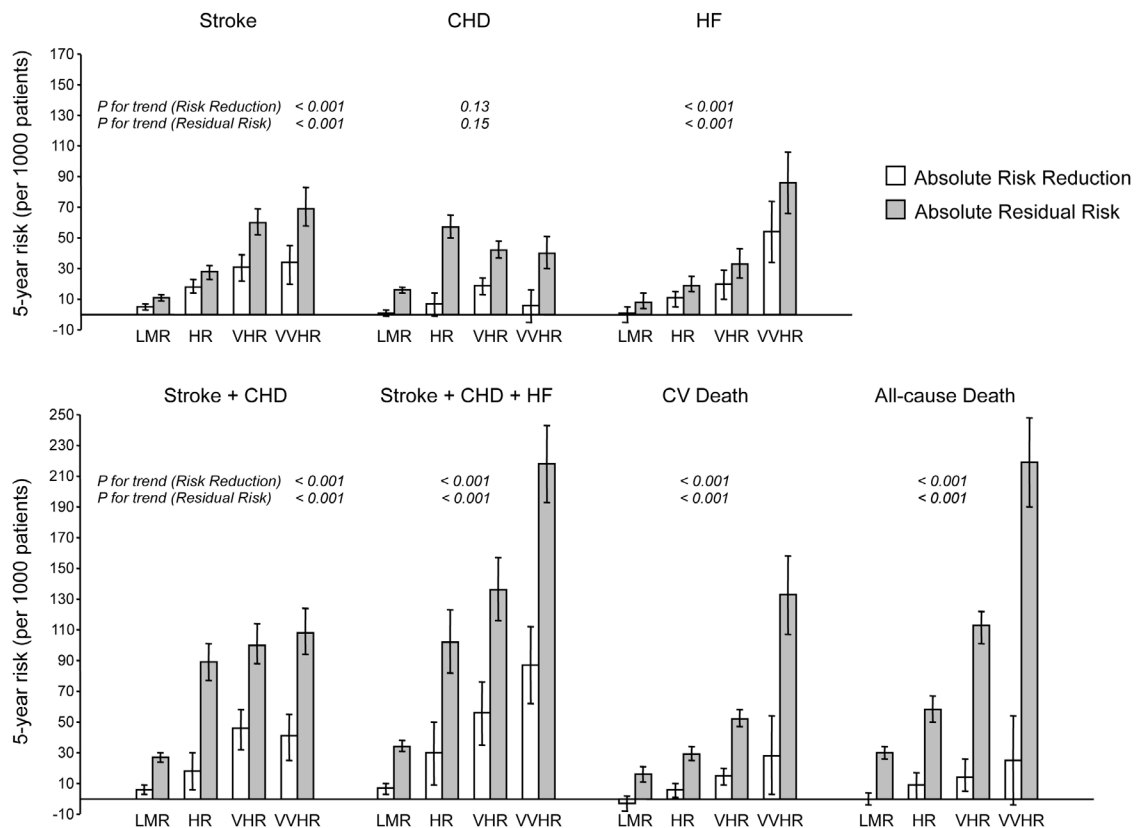 Stroke CHD HF
5-year risk (per 1000 patients)
170
150
130
110
90
70
50
30
10
-10
P for trend (Risk Reduction) < 0.001 0.13 < 0.001
P for trend (Residual Risk) < 0.001 0.15 < 0.001
Absolute Risk Reduction
Absolute Residual Risk
LMR HR VHR VVHR LMR HR VHR VVHR LMR HR VHR VVHR
Stroke + CHD Stroke + CHD + HF CV Death All-cause Death
5-year risk (per 1000 patients)
250
230
210
190
170
150
130
110
90
70
50
30
10
-10
P for trend (Risk Reduction) < 0.001 < 0.001 < 0.001 < 0.001
P for trend (Residual Risk) < 0.001 < 0.001 < 0.001 < 0.001
LMR HR VHR VVHR LMR HR VHR VVHR LMR HR VHR VVHR LMR HR VHR VVHR